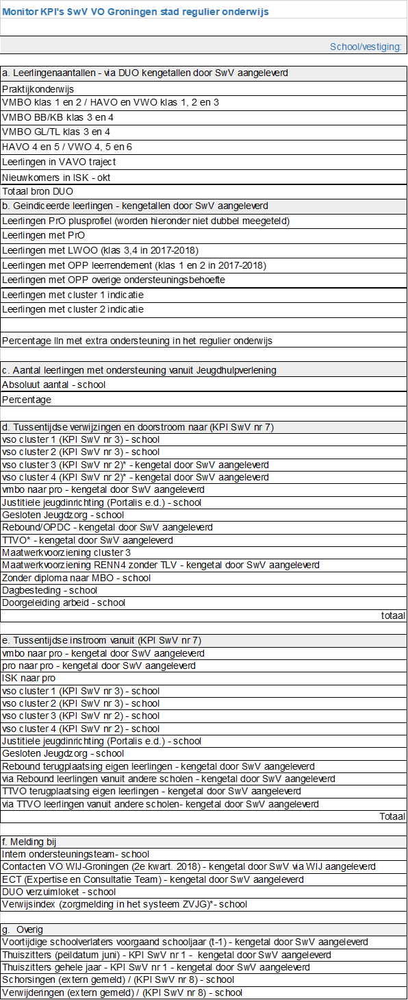 Monitor KPI's SwV VO Groningen stad regulier onderwijs
School/vestiging:
a. Leerlingenaantallen - via DUO kengetallen door SwV aangeleverd
Praktijkonderwijs
VMBO klas 1 en 2 / HAVO en VWO klas 1, 2 en 3
VMBO BB/KB klas 3 en 4
VMBO GL/TL klas 3 en 4
HAVO 4 en 5 / VWO 4, 5 en 6
Leerlingen in VAVO traject
Nieuwkomers in ISK - okt
Totaal bron DUO
b. Geindiceerde leerlingen - kengetallen door SwV aangeleverd
Leerlingen PrO plusprofiel (worden hieronder niet dubbel meegeteld)
Leerlingen met PrO
Leerlingen met LWOO (klas 3,4 in 2017-2018)
Leerlingen met OPP leerrendement (klas 1 en 2 in 2017-2018)
Leerlingen met OPP overige ondersteuningsbehoefte
Leerlingen met cluster 1 indicatie
Leerlingen met cluster 2 indicatie
Percentage lln met extra ondersteuning in het regulier onderwijs
c. Aantal leerlingen met ondersteuning vanuit Jeugdhulpverlening
Absoluut aantal - school
Percentage
d. Tussentijdse verwijzingen en doorstroom naar (KPI SwV nr 7)
vso cluster 1 (KPI SwV nr 3) - school
vso cluster 2 (KPI SwV nr 3) - school
vso cluster 3 (KPI SwV nr 2)* - kengetal door SwV aangeleverd
vso cluster 4 (KPI SwV nr 2)* - kengetal door SwV aangeleverd
vmbo naar pro - kengetal door SwV aangeleverd
Justitiele jeugdinrichting (Portalis e.d.) - school
Gesloten Jeugdzorg - school
Rebound/OPDC - kengetal door SwV aangeleverd
TTVO* - kengetal door SwV aangeleverd
Maatwerkvoorziening cluster 3
Maatwerkvoorziening RENN4 zonder TLV - kengetal door SwV aangeleverd
Zonder diploma naar MBO - school
Dagbesteding - school
Doorgeleiding arbeid - school
totaal
e. Tussentijdse instroom vanuit (KPI SwV nr 7)
vmbo naar pro - kengetal door SwV aangeleverd
pro naar pro - kengetal door SwV aangeleverd
ISK naar pro
vso cluster 1 (KPI SwV nr 3) - school
vso cluster 2 (KPI SwV nr 3) - school
vso cluster 3 (KPI SwV nr 2) - school
vso cluster 4 (KPI SwV nr 2) - school
Justitiele jeugdinrichting (Portalis e.d.) - school
Gesloten Jeugdzorg - school
Rebound terugplaatsing eigen leerlingen - kengetal door SwV aangeleverd
via Rebound leerlingen vanuit andere scholen - kengetal door SwV aangeleverd
TTVO terugplaatsing eigen leerlingen - kengetal door SwV aangeleverd
via TTVO leerlingen vanuit andere scholen- kengetal door SwV aangeleverd
Totaal
f. Melding bij
Intern ondersteuningsteam- school
Contacten VO WIJ-Groningen (2e kwart. 2018) - kengetal door SwV via WIJ aangeleverd
ECT (Expertise en Consultatie Team) - kengetal door SwV aangeleverd
DUO verzuimloket - school
Verwijsindex (zorgmelding in het systeem ZVJG)*- school
g. Overig
Voortijdige schoolverlaters voorgaand schooljaar (t-1) - kengetal door SwV aangeleverd
Thuiszitters (peildatum juni) - KPI SwV nr 1 - kengetal door SwV aangeleverd
Thuiszitters gehele jaar - KPI SwV nr 1 - kengetal door SwV aangeleverd
Schorsingen (extern gemeld) / (KPI SwV nr 8) - school
Verwijderingen (extern gemeld) / (KPI SwV nr 8) - school